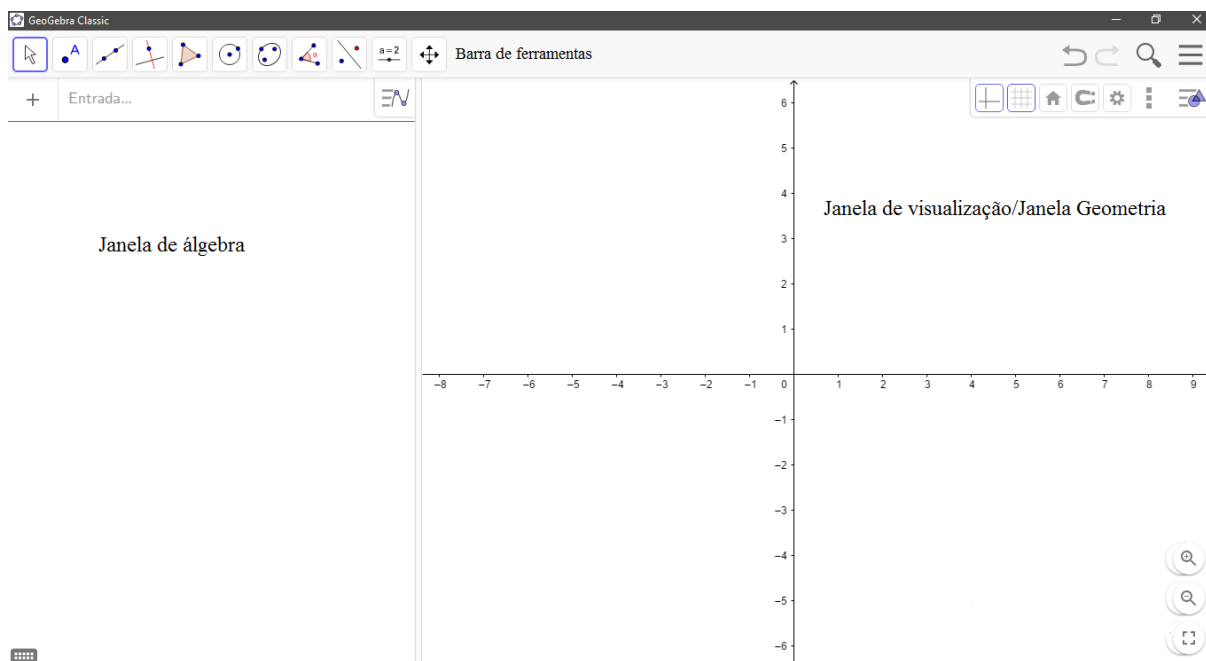 GeoGebra Classic
A
a=2
Barra de ferramentas
Entrada...
Janela de álgebra
Janela de visualização/Janela Geometria
6
5
4
3
2
1
–8 –7 –6 –5 –4 –3 –2 –1 0 1 2 3 4 5 6 7 8 9
–1
–2
–3
–4
–5
–6